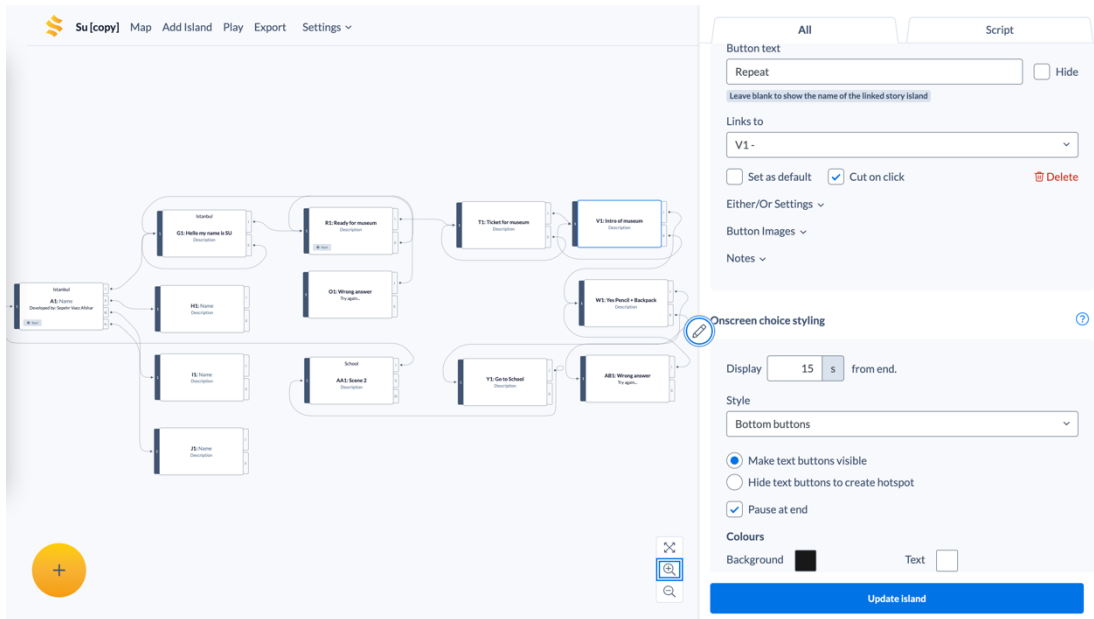 Su [copy] Map Add Island Play Export Settings
Istanbul
G1: Hello my name is SU
Description
R1: Ready for museum
Description
Start
T1: Ticket for museum
Description
V1: Intro of museum
Description
Istanbul
A1: Name
Developed by: Sepehr Vaez Afshar
Start
H1: Name
Description
O1: Wrong answer
Try again...
W1: Yes Pencil + Backpack
Description
I1: Name
Description
School
AA1: Scene 2
Description
Y1: Go to School
Description
AB1: Wrong answer
Try again...
J1: Name
Description
+
All
Script
Button text
Repeat
Hide
Leave blank to show the name of the linked story island
Links to
V1 -
Set as default
Cut on click
Delete
Either/Or Settings
Button Images
Notes
Onscreen choice styling
?
Display 15 s from end.
Style
Bottom buttons
Make text buttons visible
Hide text buttons to create hotspot
Pause at end
Colours
Background
Text
Update island